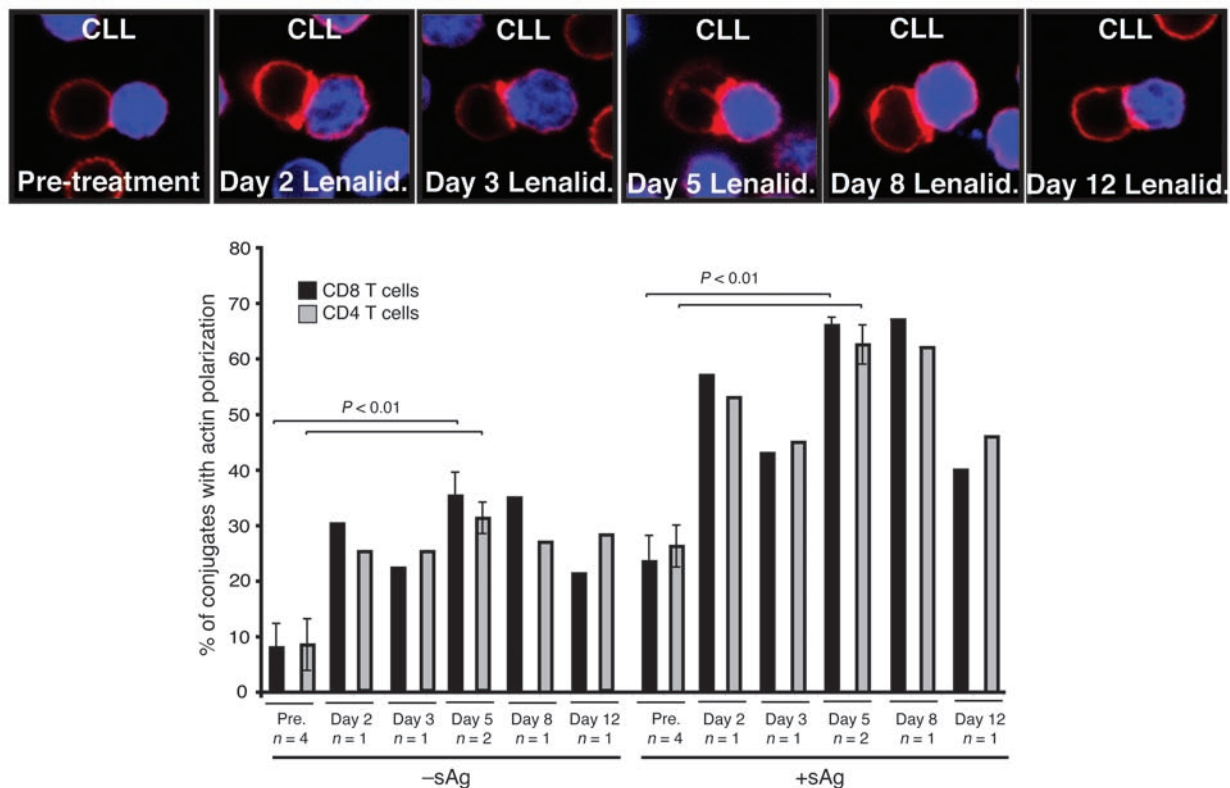 CLL CLL CLL CLL CLL CLL
Pre-treatment Day 2 Lenalid. Day 3 Lenalid. Day 5 Lenalid. Day 8 Lenalid. Day 12 Lenalid.
% of conjugates with actin polarization
80
70
60
50
40
30
20
10
0
CD8 T cells
CD4 T cells
P < 0.01
P < 0.01
Pre. Day 2 Day 3 Day 5 Day 8 Day 12 Pre. Day 2 Day 3 Day 5 Day 8 Day 12
n = 4 n = 1 n = 1 n = 2 n = 1 n = 1 n = 4 n = 1 n = 1 n = 2 n = 1 n = 1
–sAg +sAg